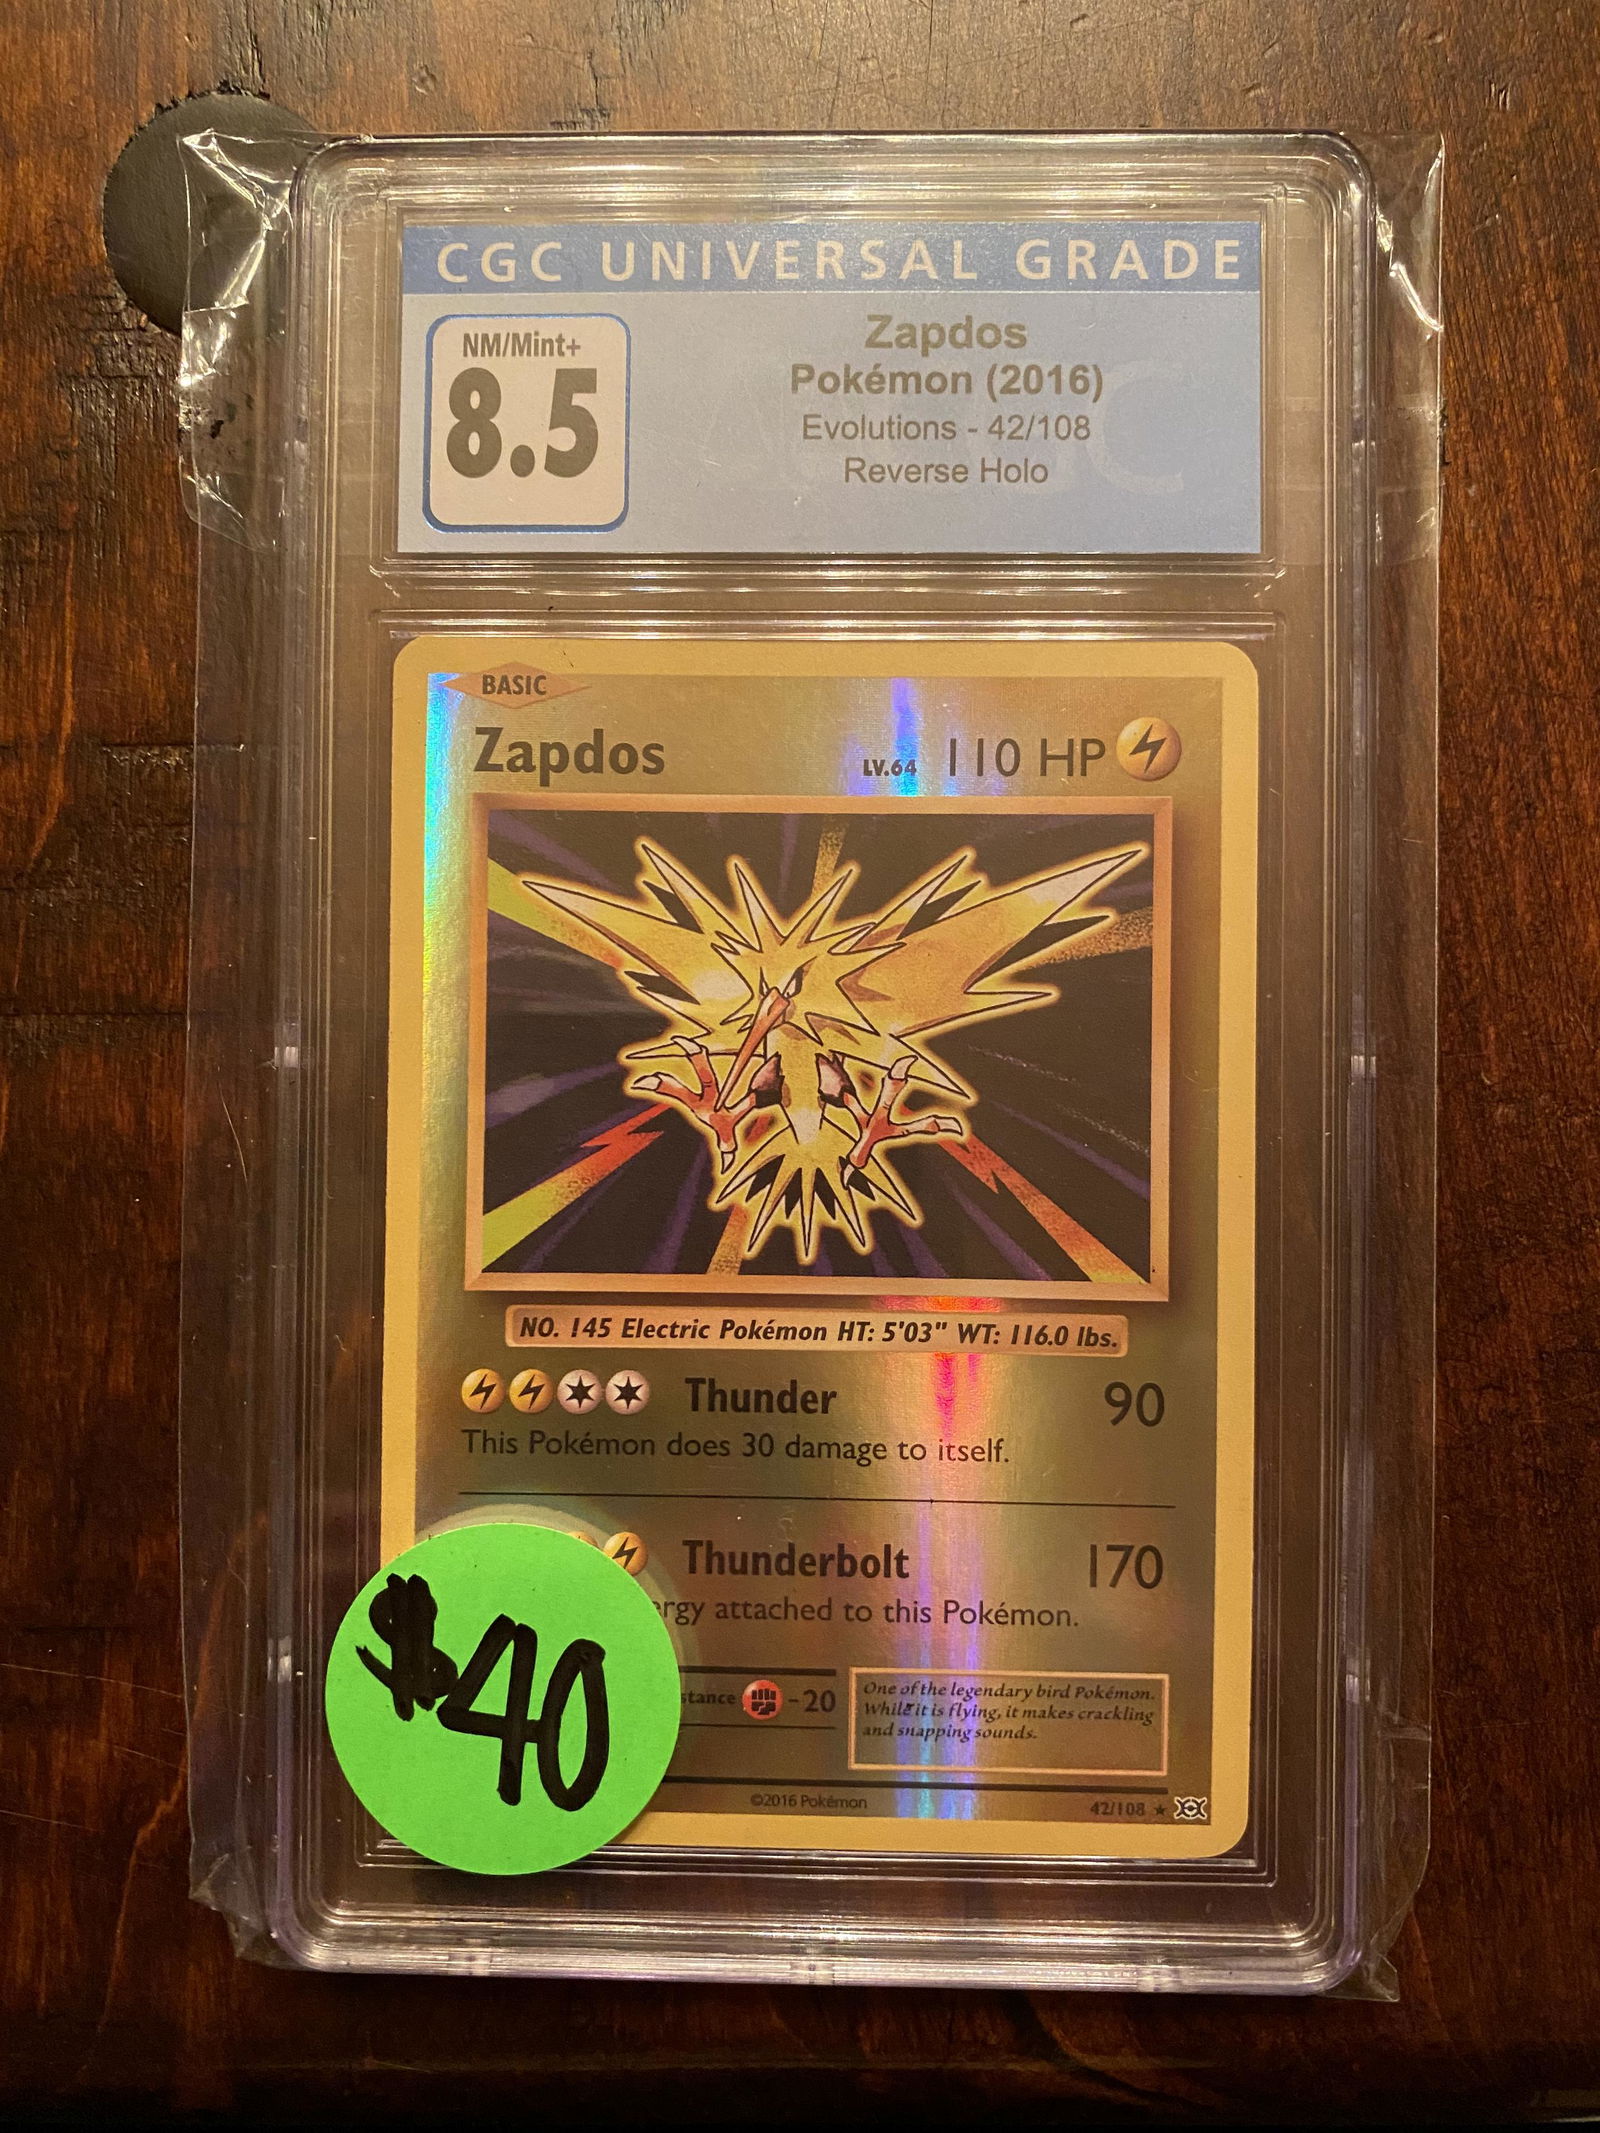 CGC UNIVERSAL GRADE
NM/Mint+
8.5
Zapdos
Pokémon (2016)
Evolutions - 42/108
Reverse Holo
BASIC
Zapdos LV.64 110 HP
NO. 145 Electric Pokémon HT: 5'03" WT: 116.0 lbs.
Thunder 90
This Pokémon does 30 damage to itself.
Thunderbolt 170
attached to this Pokémon.
-20
One of the legendary bird Pokémon.
While it is flying, it makes crackling
and snapping sounds.
©2016 Pokémon
42/108 ★
$40